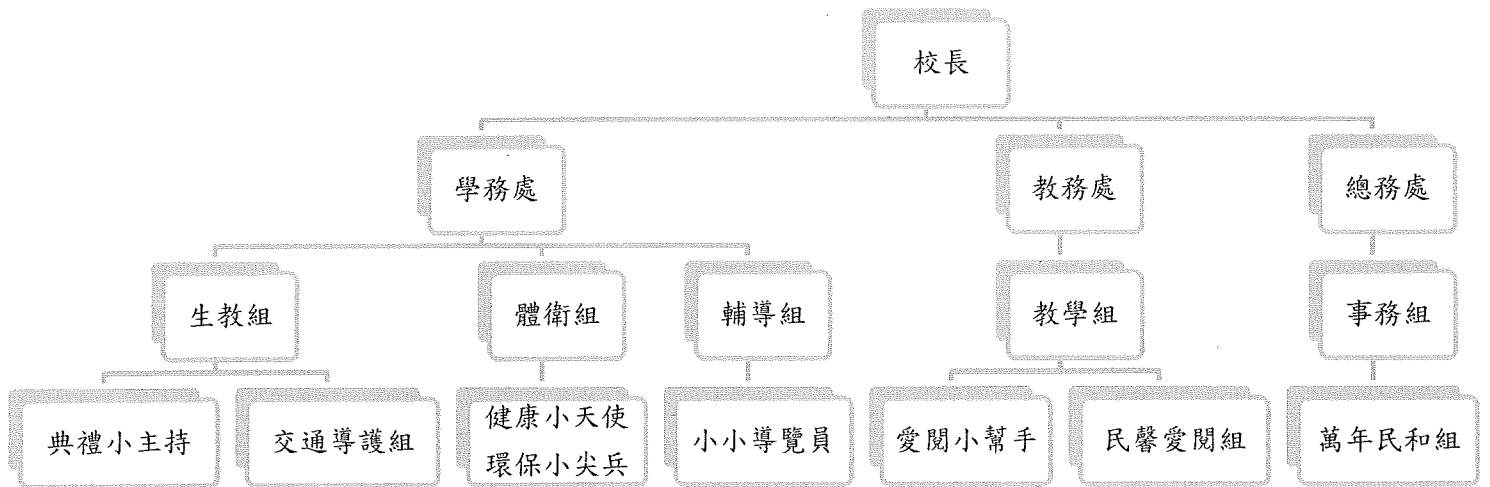 校長
學務處
教務處
總務處
生教組
體衛組
輔導組
教學組
事務組
典禮小主持
交通導護組
健康小天使
環保小尖兵
小小導覽員
愛閱小幫手
民馨愛閱組
萬年民和組